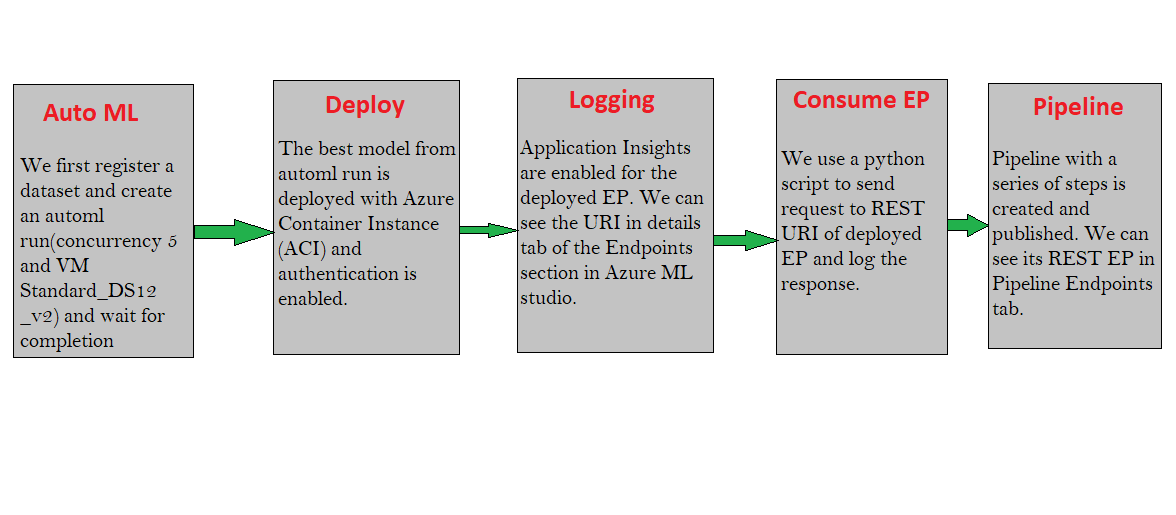 Auto ML
We first register a
dataset and create
an automl
run(concurrency 5
and VM
Standard_DS12
_v2) and wait for
completion
Deploy
The best model from
automl run is
deployed with Azure
Container Instance
(ACI) and
authentication is
enabled.
Logging
Application Insights
are enabled for the
deployed EP. We can
see the URI in details
tab of the Endpoints
section in Azure ML
studio.
Consume EP
We use a python
script to send
request to REST
URI of deployed
EP and log the
response.
Pipeline
Pipeline with a
series of steps is
created and
published. We can
see its REST EP in
Pipeline Endpoints
tab.